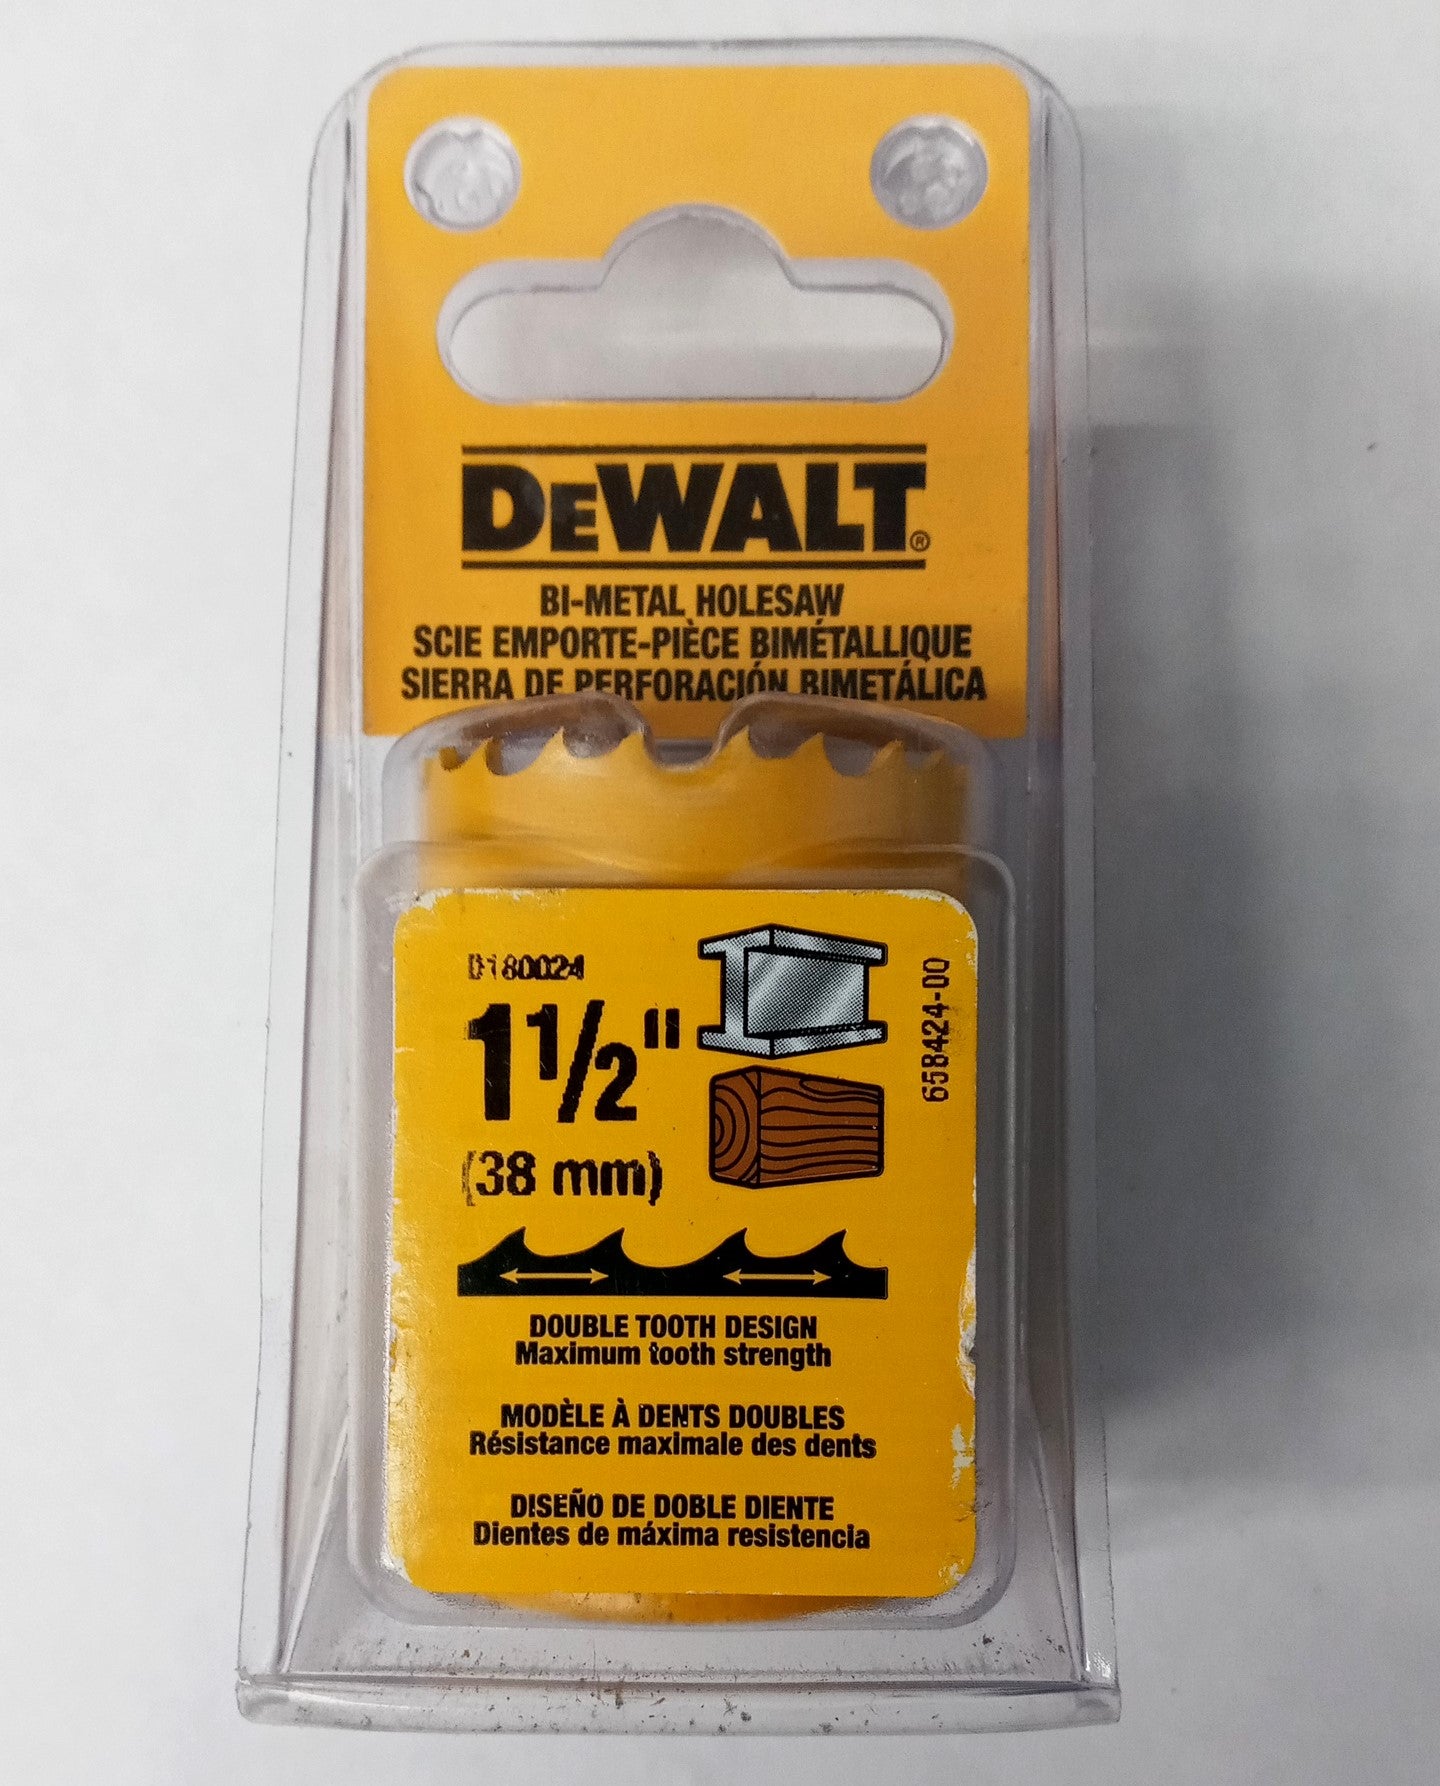 DEWALT®
BI-METAL HOLESAW
SCIE EMPORTE-PIÈCE BIMÉTALLIQUE
SIERRA DE PERFORACIÓN BIMETÁLICA
D180024
1 1/2"
(38 mm)
658424-00
DOUBLE TOOTH DESIGN
Maximum tooth strength
MODÈLE À DENTS DOUBLES
Résistance maximale des dents
DISEÑO DE DOBLE DIENTE
Dientes de máxima resistencia